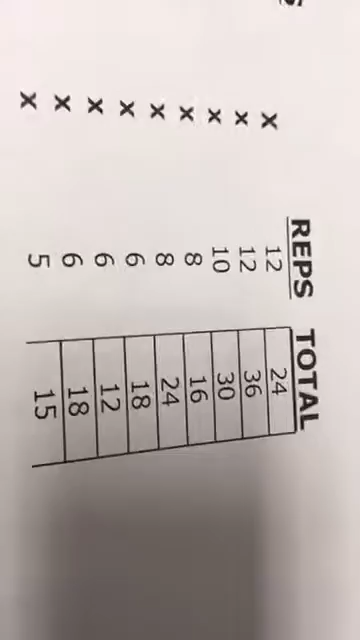 REPS TOTAL
x 12 24
x 12 36
x 10 30
x 8 16
x 8 24
x 6 18
x 6 12
x 6 18
x 5 15